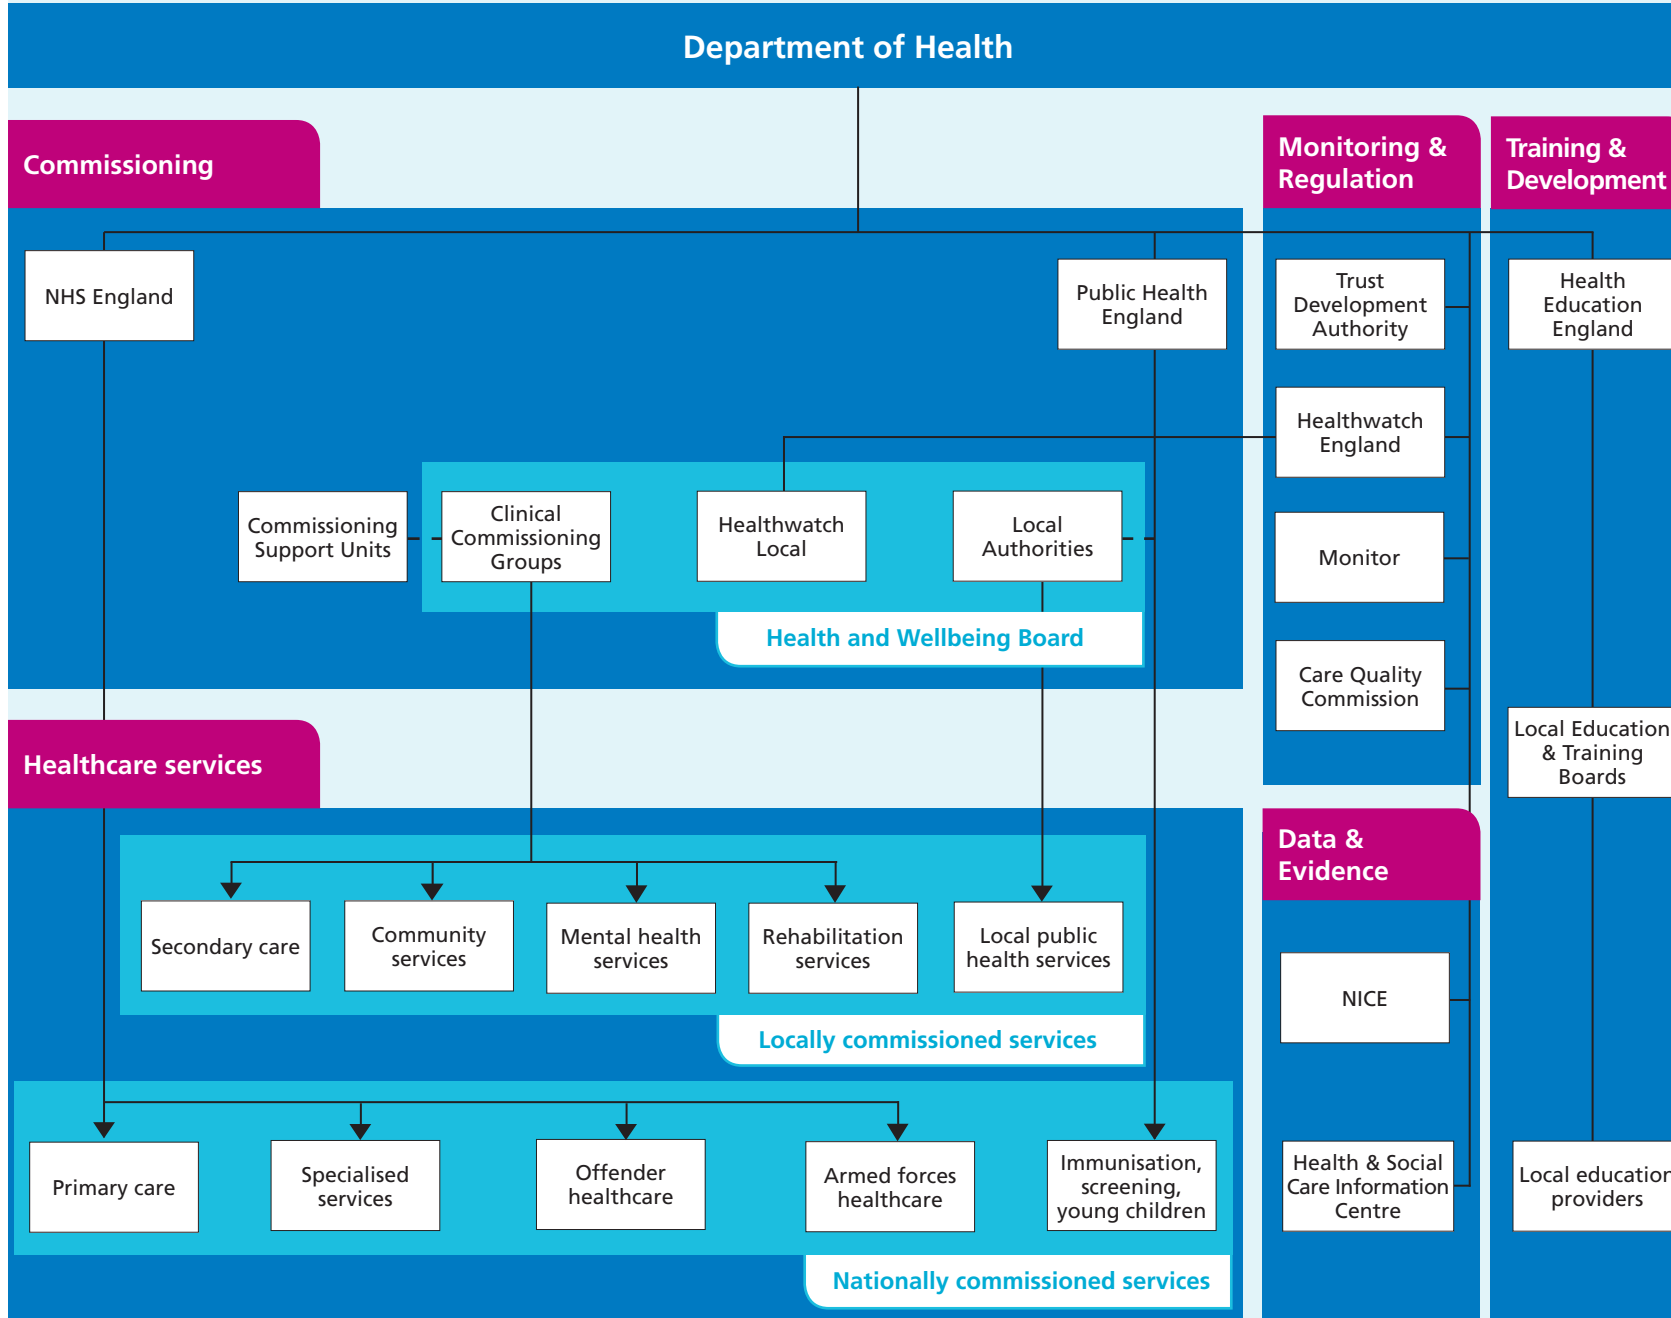 Department of Health
Commissioning
Monitoring &
Regulation
Training &
Development
NHS England
Public Health
England
Trust
Development
Authority
Health
Education
England
Healthwatch
England
Commissioning
Support Units
Clinical
Commissioning
Groups
Healthwatch
Local
Local
Authorities
Monitor
Health and Wellbeing Board
Care Quality
Commission
Local Education
& Training
Boards
Healthcare services
Data &
Evidence
Secondary care
Community
services
Mental health
services
Rehabilitation
services
Local public
health services
NICE
Locally commissioned services
Primary care
Specialised
services
Offender
healthcare
Armed forces
healthcare
Immunisation,
screening,
young children
Health & Social
Care Information
Centre
Local education
providers
Nationally commissioned services